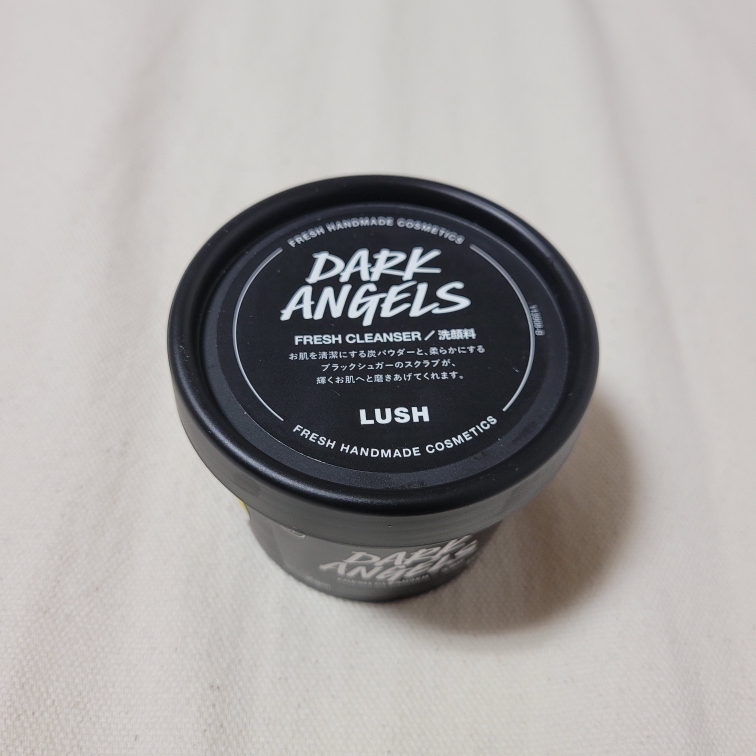 FRESH HANDMADE COSMETICS
DARK
ANGELS
FRESH CLEANSER / 洗顔料
お肌を清潔にする炭パウダーと、柔らかにする
ブラックシュガーのスクラブが、
輝くお肌へと磨きあげてくれます。
LUSH
FRESH HANDMADE COSMETICS
DARK
ANGELS
FRESH CLEANSER